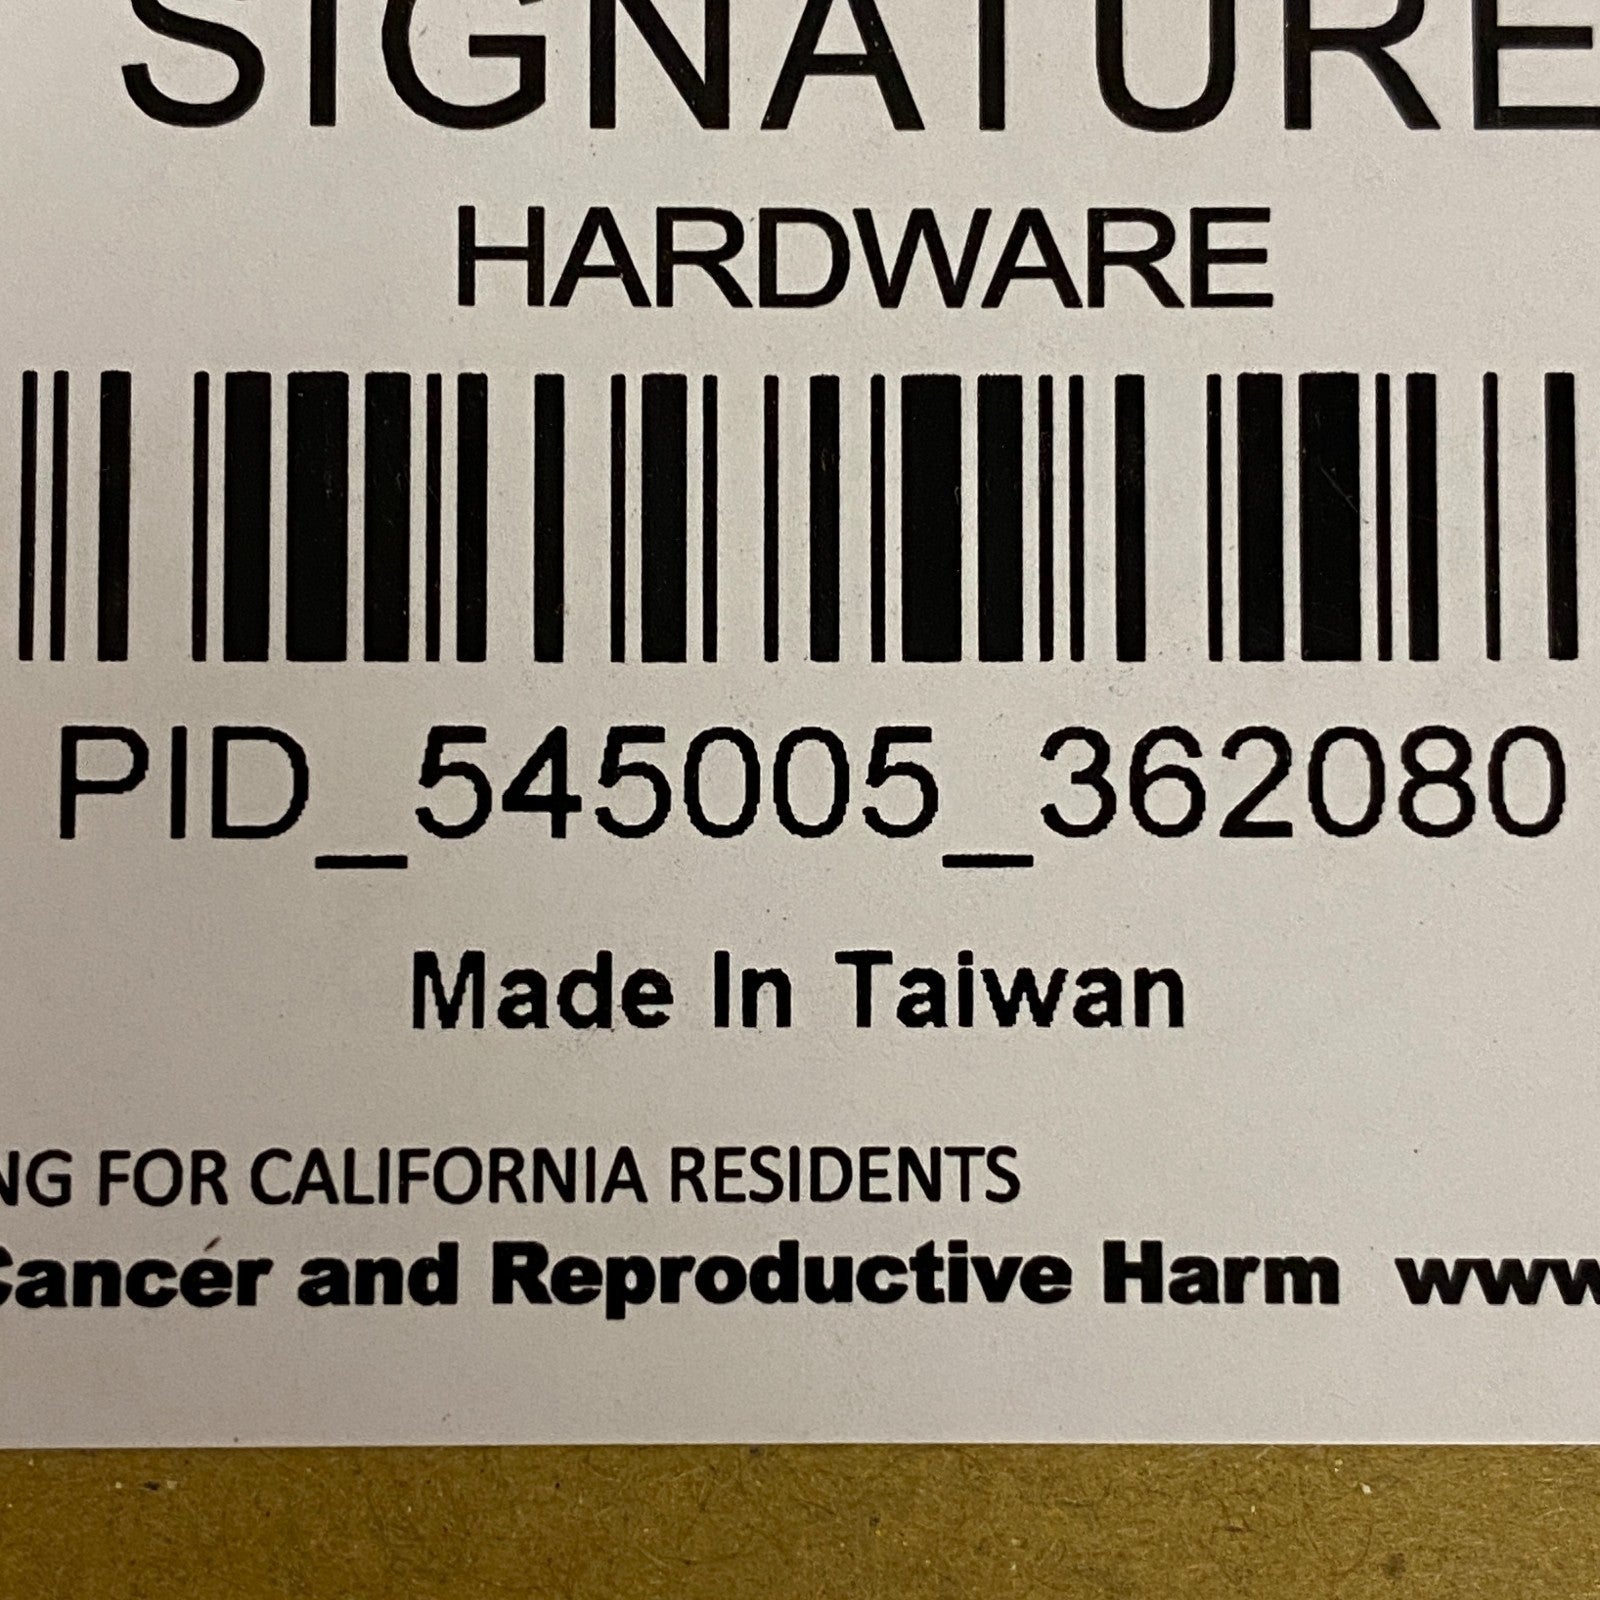 SIGNATURE
HARDWARE
PID_545005_362080
Made In Taiwan
NG FOR CALIFORNIA RESIDENTS
Cancer and Reproductive Harm www